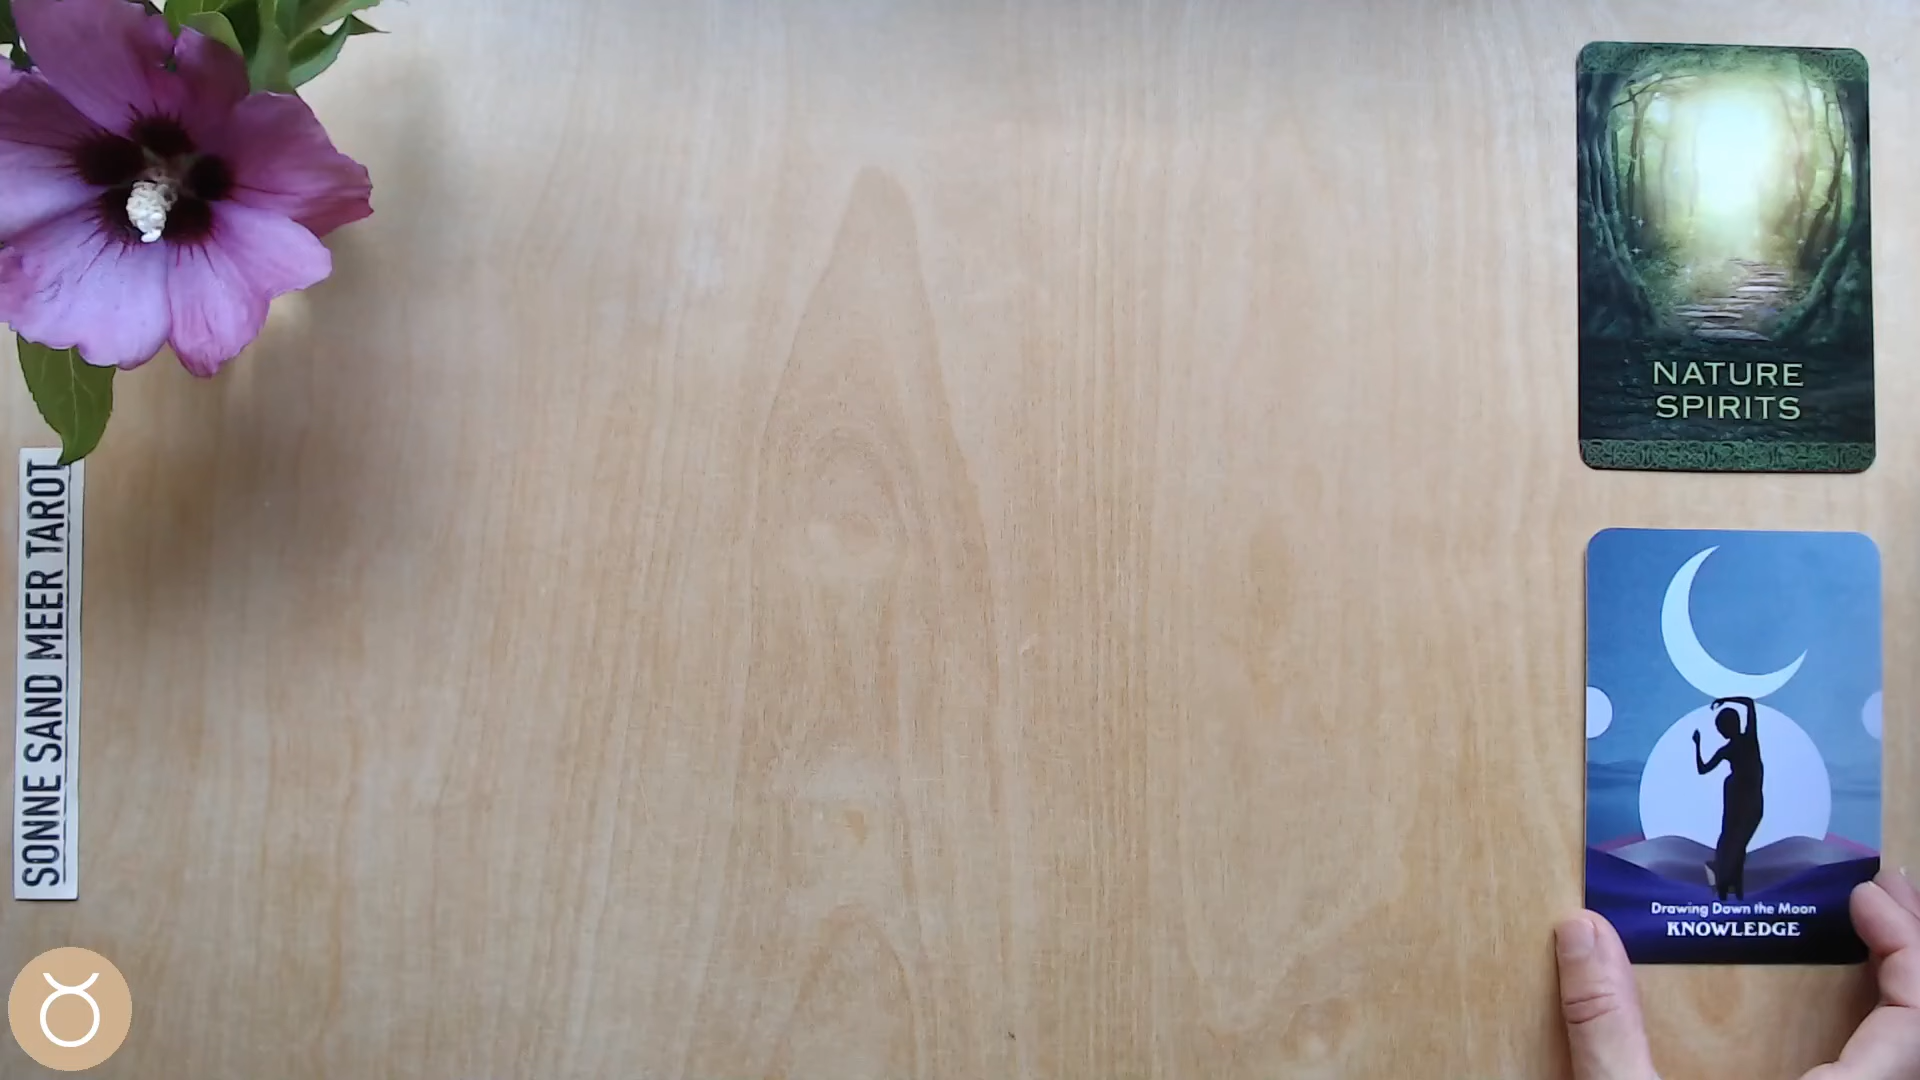 SONNE SAND MEER TAROT
NATURE
SPIRITS
Drawing Down the Moon
KNOWLEDGE